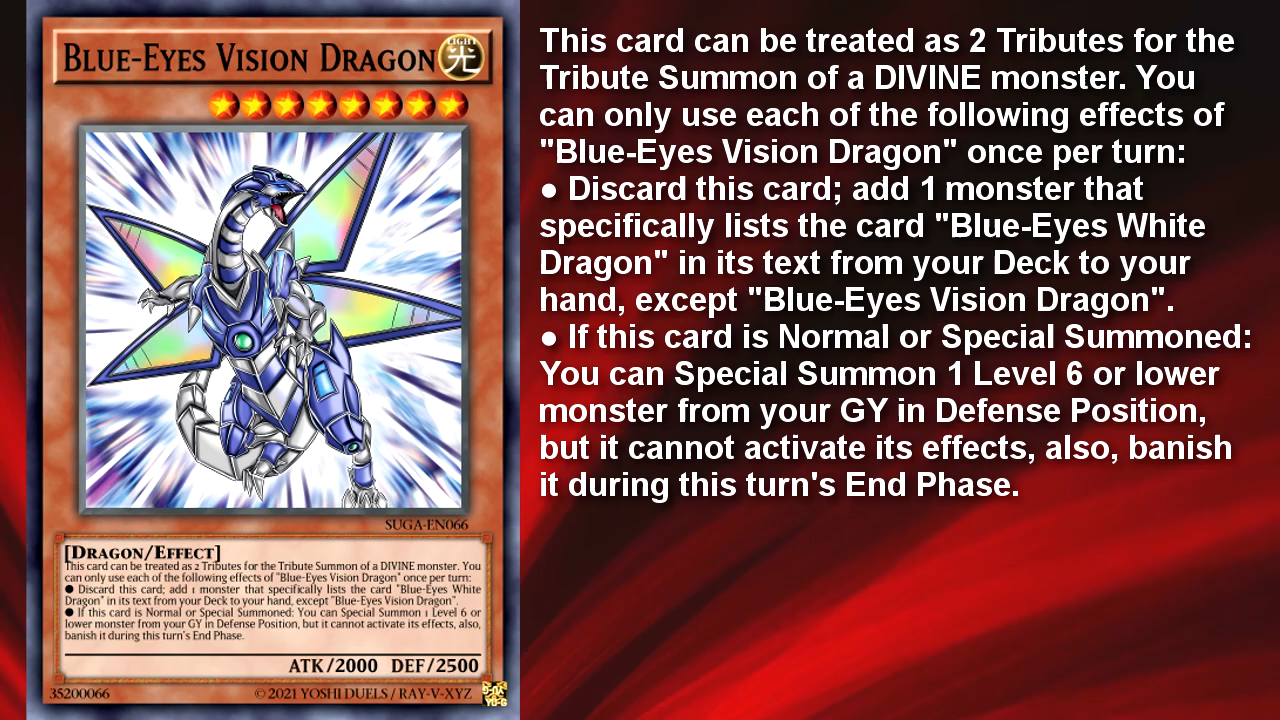 BLUE-EYES VISION DRAGON
LIGHT
光
SUGA-EN066
[DRAGON/EFFECT]
This card can be treated as 2 Tributes for the Tribute Summon of a DIVINE monster. You
can only use each of the following effects of "Blue-Eyes Vision Dragon" once per turn:
● Discard this card; add 1 monster that specifically lists the card "Blue-Eyes White
Dragon" in its text from your Deck to your hand, except "Blue-Eyes Vision Dragon".
● If this card is Normal or Special Summoned: You can Special Summon 1 Level 6 or
lower monster from your GY in Defense Position, but it cannot activate its effects, also,
banish it during this turn's End Phase.
ATK/2000 DEF/2500
35200066
© 2021 YOSHI DUELS / RAY-V-XYZ
This card can be treated as 2 Tributes for the
Tribute Summon of a DIVINE monster. You
can only use each of the following effects of
"Blue-Eyes Vision Dragon" once per turn:
● Discard this card; add 1 monster that
specifically lists the card "Blue-Eyes White
Dragon" in its text from your Deck to your
hand, except "Blue-Eyes Vision Dragon".
● If this card is Normal or Special Summoned:
You can Special Summon 1 Level 6 or lower
monster from your GY in Defense Position,
but it cannot activate its effects, also, banish
it during this turn's End Phase.